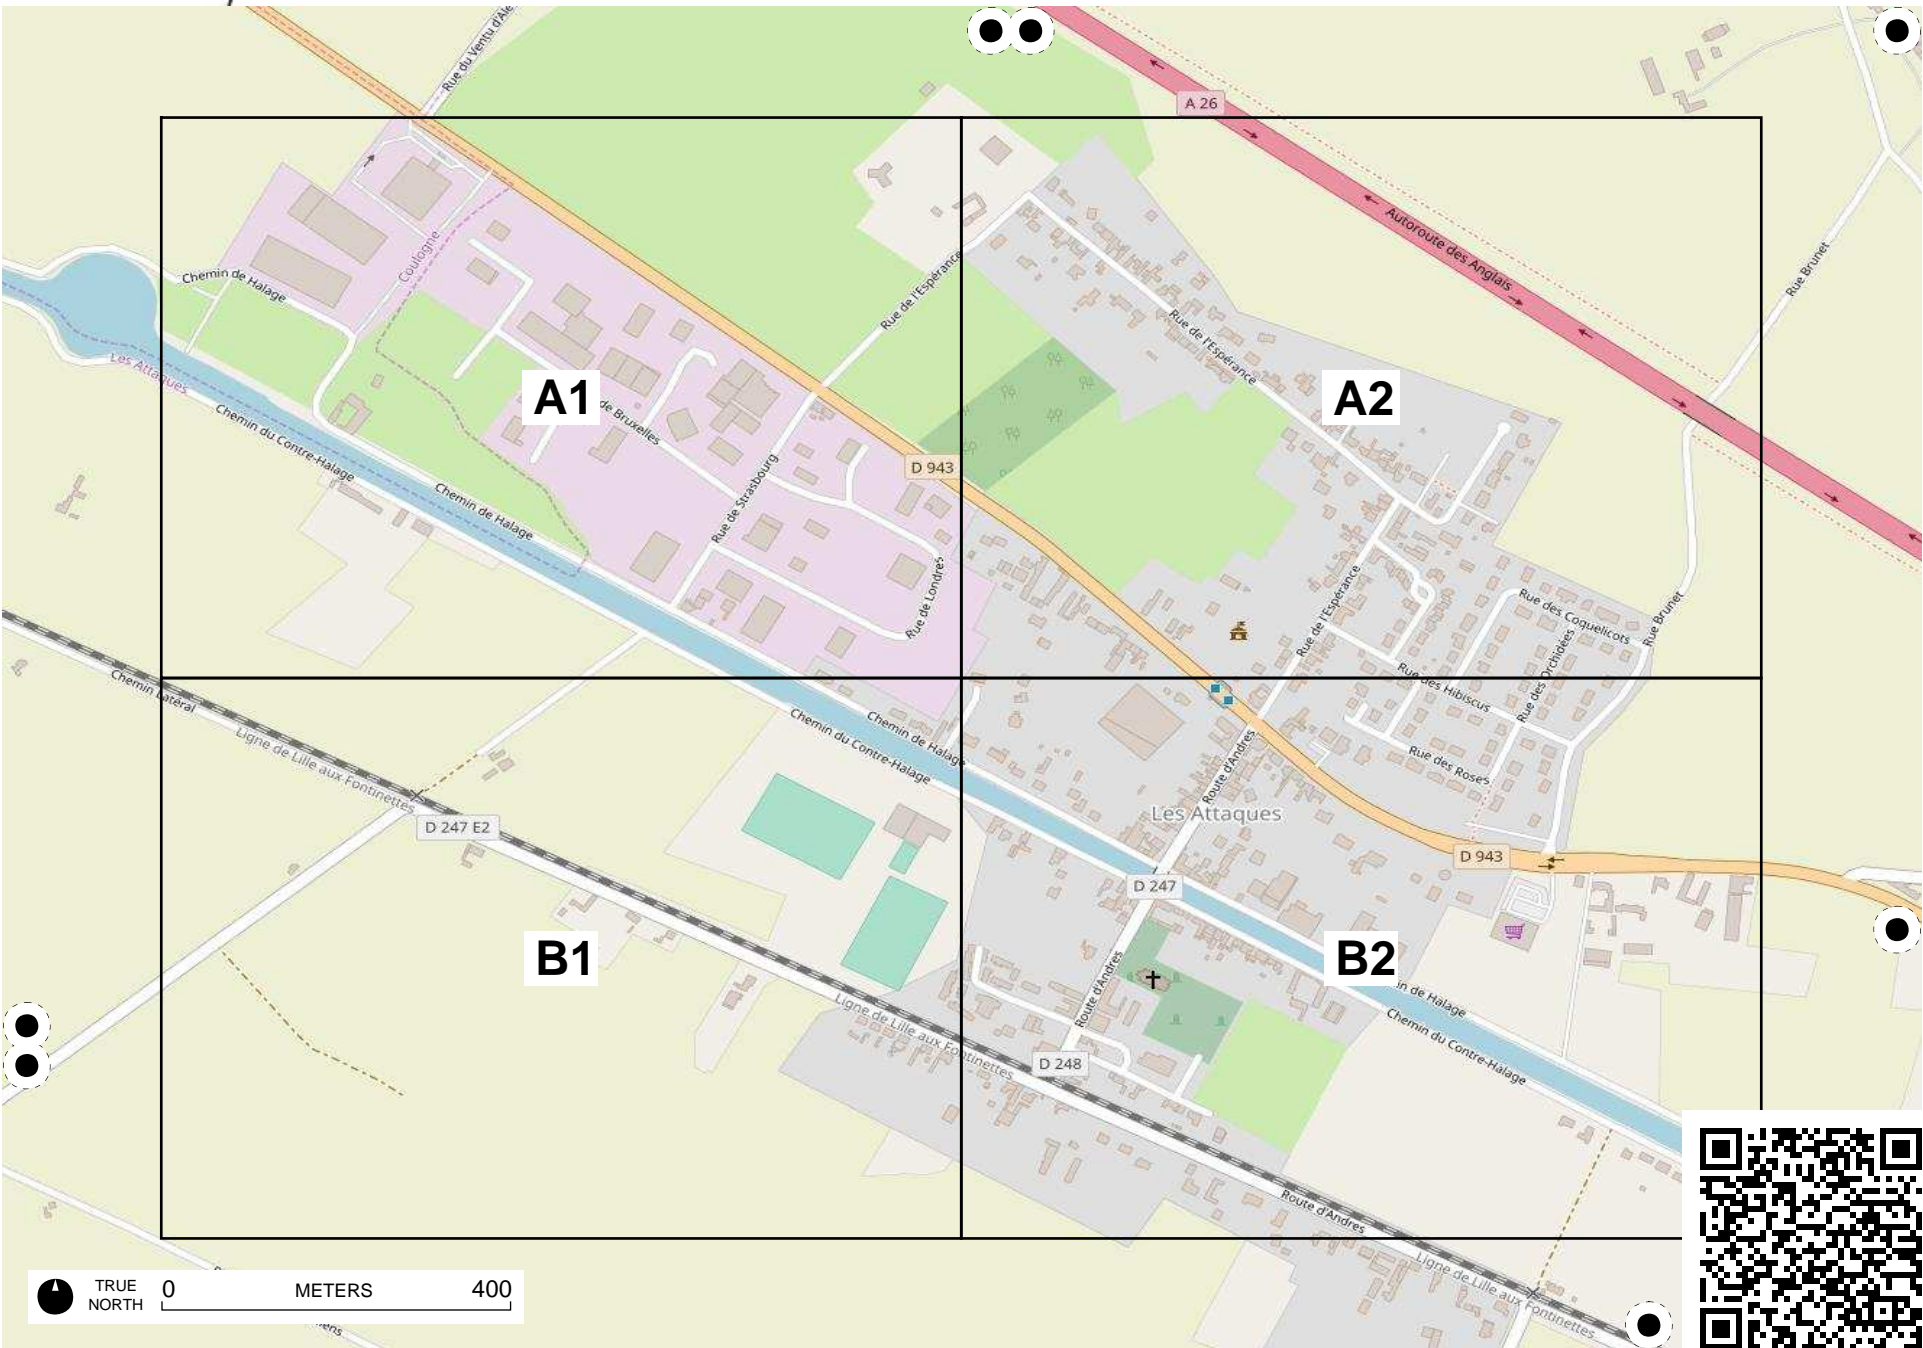 Rue du Ventu d'Ale
A 26
Autoroute des Anglais
Rue Brunet
Coulogne
Chemin de Halage
Rue de l'Espérance
Rue de l'Espérance
Les Attaques
A1
A2
de Bruxelles
Chemin du Contre-Halage
D 943
Rue de Strasbourg
Chemin de Halage
Rue de Londres
Rue de l'Espérance
Rue des Coquelicots
Rue Brunet
Rue des Orchidées
Rue des Hibiscus
Chemin Latéral
Ligne de Lille aux Fontinettes
Chemin du Contre-Halage
Chemin de Halage
Route d'Andres
Rue des Roses
Les Attaques
D 247 E2
D 943
D 247
B1
B2
in de Halage
Route d'Andres
Chemin du Contre-Halage
Ligne de Lille aux Fontinettes
D 248
Route d'Andres
Ligne de Lille aux Fontinettes
TRUE NORTH
0 METERS 400
iens